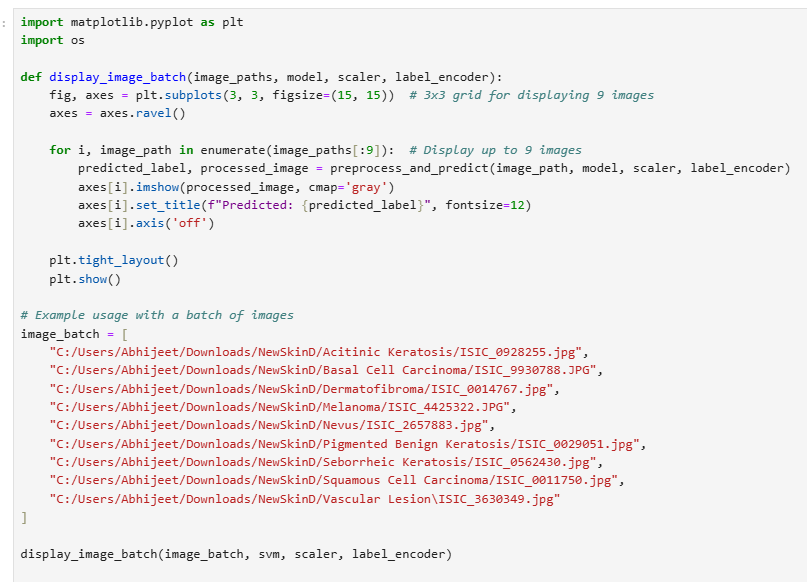 :
import matplotlib.pyplot as plt
import os
def display_image_batch(image_paths, model, scaler, label_encoder):
    fig, axes = plt.subplots(3, 3, figsize=(15, 15))  # 3x3 grid for displaying 9 images
    axes = axes.ravel()
    for i, image_path in enumerate(image_paths[:9]):  # Display up to 9 images
        predicted_label, processed_image = preprocess_and_predict(image_path, model, scaler, label_encoder)
        axes[i].imshow(processed_image, cmap='gray')
        axes[i].set_title(f"Predicted: {predicted_label}", fontsize=12)
        axes[i].axis('off')
    plt.tight_layout()
    plt.show()
# Example usage with a batch of images
image_batch = [
    "C:/Users/Abhijeet/Downloads/NewSkinD/Acitinic Keratosis/ISIC_0928255.jpg",
    "C:/Users/Abhijeet/Downloads/NewSkinD/Basal Cell Carcinoma/ISIC_9930788.JPG",
    "C:/Users/Abhijeet/Downloads/NewSkinD/Dermatofibroma/ISIC_0014767.jpg",
    "C:/Users/Abhijeet/Downloads/NewSkinD/Melanoma/ISIC_4425322.JPG",
    "C:/Users/Abhijeet/Downloads/NewSkinD/Nevus/ISIC_2657883.jpg",
    "C:/Users/Abhijeet/Downloads/NewSkinD/Pigmented Benign Keratosis/ISIC_0029051.jpg",
    "C:/Users/Abhijeet/Downloads/NewSkinD/Seborrheic Keratosis/ISIC_0562430.jpg",
    "C:/Users/Abhijeet/Downloads/NewSkinD/Squamous Cell Carcinoma/ISIC_0011750.jpg",
    "C:/Users/Abhijeet/Downloads/NewSkinD/Vascular Lesion\ISIC_3630349.jpg"
]
display_image_batch(image_batch, svm, scaler, label_encoder)